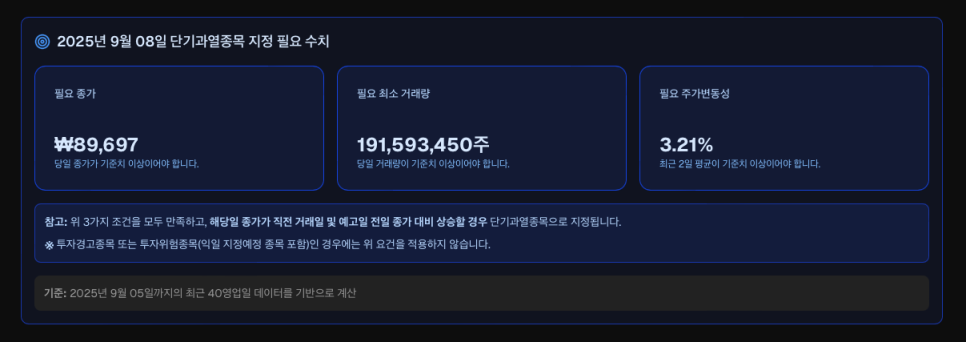 2025년 9월 08일 단기과열종목 지정 필요 수치
필요 종가
₩89,697
당일 종가가 기준치 이상이어야 합니다.
필요 최소 거래량
191,593,450주
당일 거래량이 기준치 이상이어야 합니다.
필요 주가변동성
3.21%
최근 2일 평균이 기준치 이상이어야 합니다.
참고: 위 3가지 조건을 모두 만족하고, 해당일 종가가 직전 거래일 및 예고일 전일 종가 대비 상승할 경우 단기과열종목으로 지정됩니다.
※ 투자경고종목 또는 투자위험종목(익일 지정예정 종목 포함)인 경우에는 위 요건을 적용하지 않습니다.
기준: 2025년 9월 05일까지의 최근 40영업일 데이터를 기반으로 계산